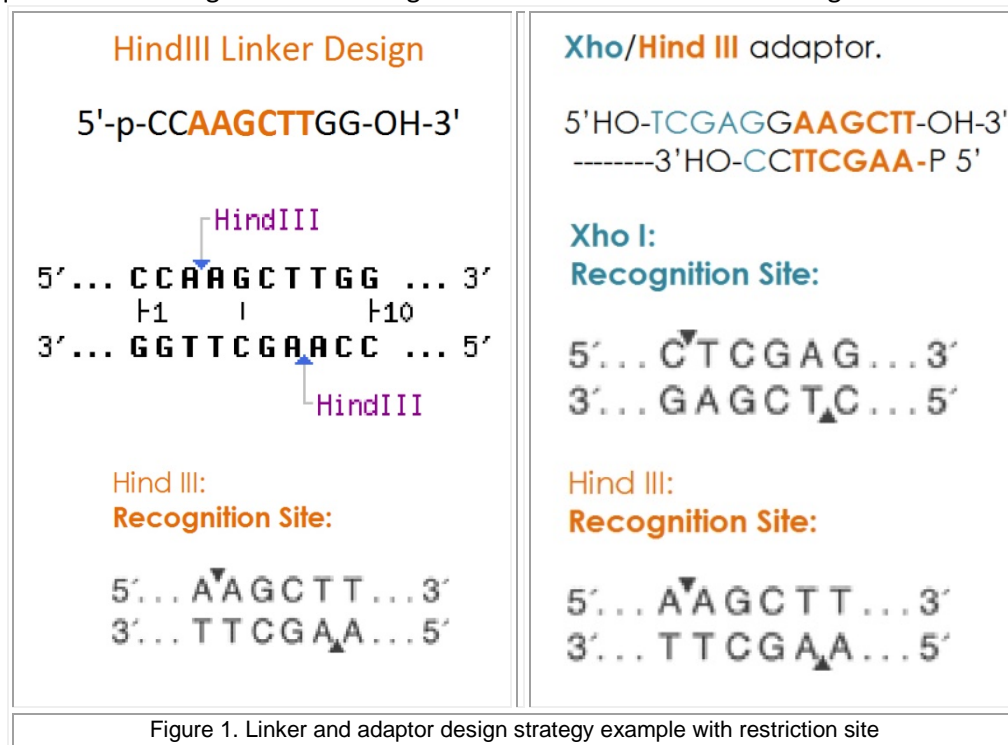 HindIII Linker Design
5'-p-CCAAGCTTGG-OH-3'
HindIII
5′... CCAAGCTTGG ... 3′
1 10
3′... GGTTCGAACC ... 5′
HindIII
Hind III:
Recognition Site:
5′... AAGCTT...3′
3′... TTCGAA...5′
Xho/Hind III adaptor.
5'HO-TCGAGGAAGCTT-OH-3'
--------3'HO-CCTTCGAA-P 5'
Xho I:
Recognition Site:
5′... CTCGAG...3′
3′... GAGCTC...5′
Hind III:
Recognition Site:
5′... AAGCTT...3′
3′... TTCGAA...5′
Figure 1. Linker and adaptor design strategy example with restriction site